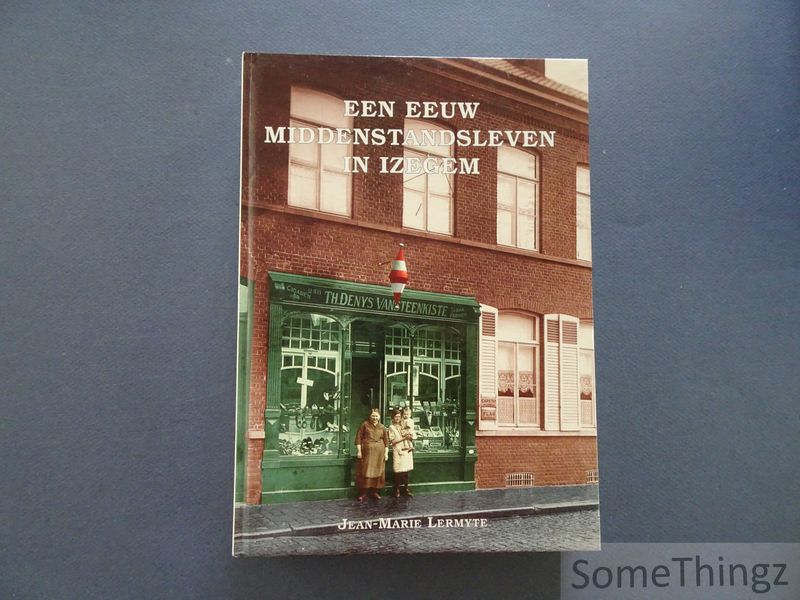 EEN EEUW
MIDDENSTANDSLEVEN
IN IZEGEM
TH.DENYS VANSTEENKISTE
JEAN-MARIE LERMYTE
SomeThingz